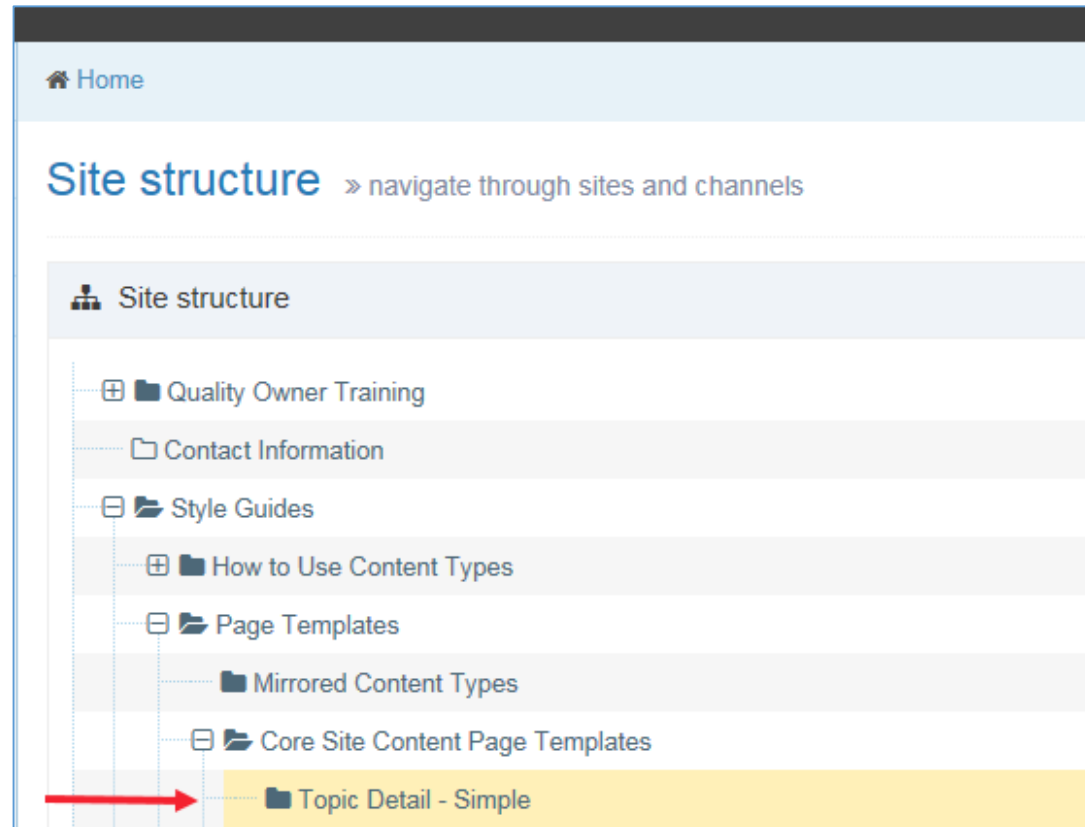 Home
Site structure » navigate through sites and channels
Site structure
Quality Owner Training
Contact Information
Style Guides
How to Use Content Types
Page Templates
Mirrored Content Types
Core Site Content Page Templates
Topic Detail - Simple